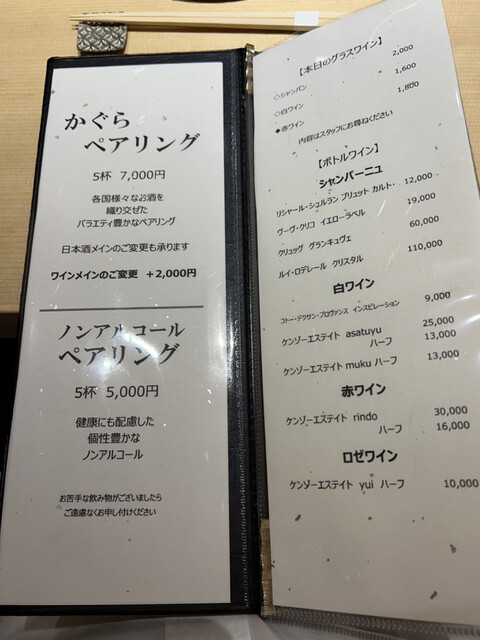 かぐら
ペアリング
5杯 7,000円
各国様々なお酒を
織り交ぜた
バラエティ豊かなペアリング
日本酒メインのご変更も承ります
ワインメインのご変更 +2,000円
ノンアルコール
ペアリング
5杯 5,000円
健康にも配慮した
個性豊かな
ノンアルコール
お苦手な飲み物がございましたら
ご遠慮なくお申し付けください
【本日のグラスワイン】
○シャンパン 2,000
○白ワイン 1,600
●赤ワイン 1,800
内容はスタッフにお尋ねください
【ボトルワイン】
シャンパーニュ
リシャール・シュルラン ブリュット カルト・ 12,000
ヴーヴ・クリコ イエローラベル 19,000
クリュッグ グランキュヴェ 60,000
ルイ・ロデレール クリスタル 110,000
白ワイン
コトー・デクサン・プロヴァンス インスピレーション 9,000
ケンゾーエステイト asatuyu 25,000
ハーフ 13,000
ケンゾーエステイト muku ハーフ 13,000
赤ワイン
ケンゾーエステイト rindo 30,000
ハーフ 16,000
ロゼワイン
ケンゾーエステイト yui ハーフ 10,000